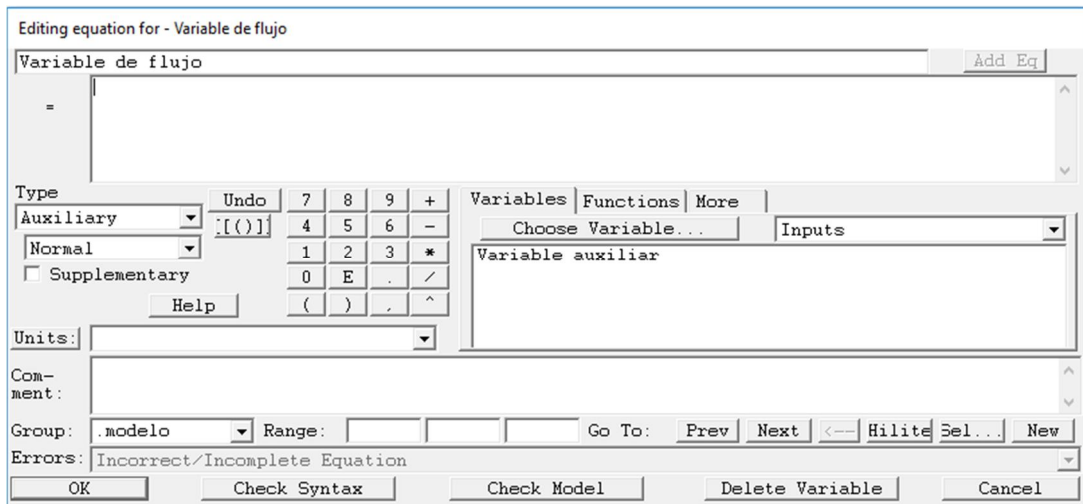 Editing equation for - Variable de flujo
Variable de flujo Add Eq
=
Type Undo 7 8 9 + Variables Functions More
Auxiliary [[()]] 4 5 6 - Choose Variable... Inputs
Normal 1 2 3 * Variable auxiliar
Supplementary 0 E . /
Help ( ) , ^
Units:
Com-
ment:
Group: .modelo Range: Go To: Prev Next <-- Hilite Sel... New
Errors: Incorrect/Incomplete Equation
OK Check Syntax Check Model Delete Variable Cancel